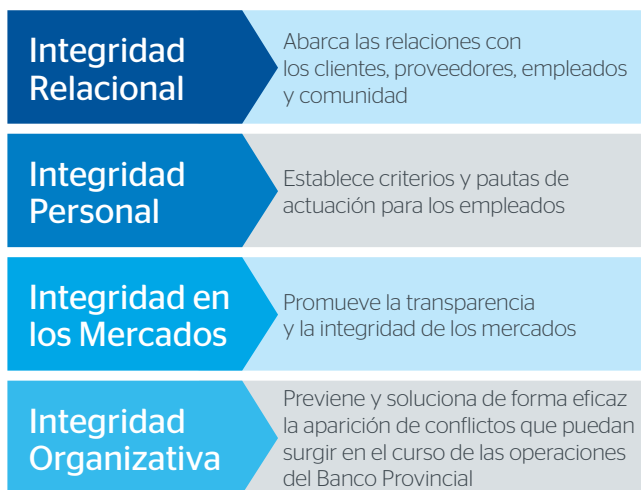 Integridad
Relacional
Abarca las relaciones con
los clientes, proveedores, empleados
y comunidad
Integridad
Personal
Establece criterios y pautas de
actuación para los empleados
Integridad en
los Mercados
Promueve la transparencia
y la integridad de los mercados
Integridad
Organizativa
Previene y soluciona de forma eficaz
la aparición de conflictos que puedan
surgir en el curso de las operaciones
del Banco Provincial